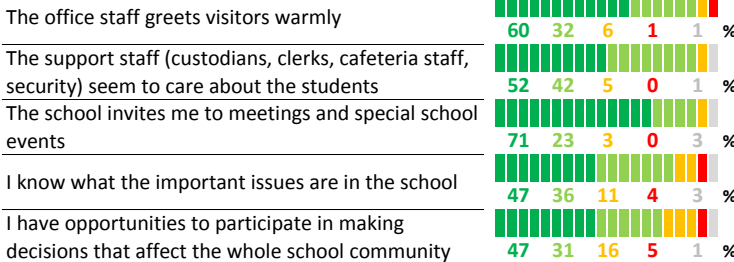 The office staff greets visitors warmly
60 32 6 1 1 %
The support staff (custodians, clerks, cafeteria staff,
security) seem to care about the students
52 42 5 0 1 %
The school invites me to meetings and special school
events
71 23 3 0 3 %
I know what the important issues are in the school
47 36 11 4 3 %
I have opportunities to participate in making
decisions that affect the whole school community
47 31 16 5 1 %